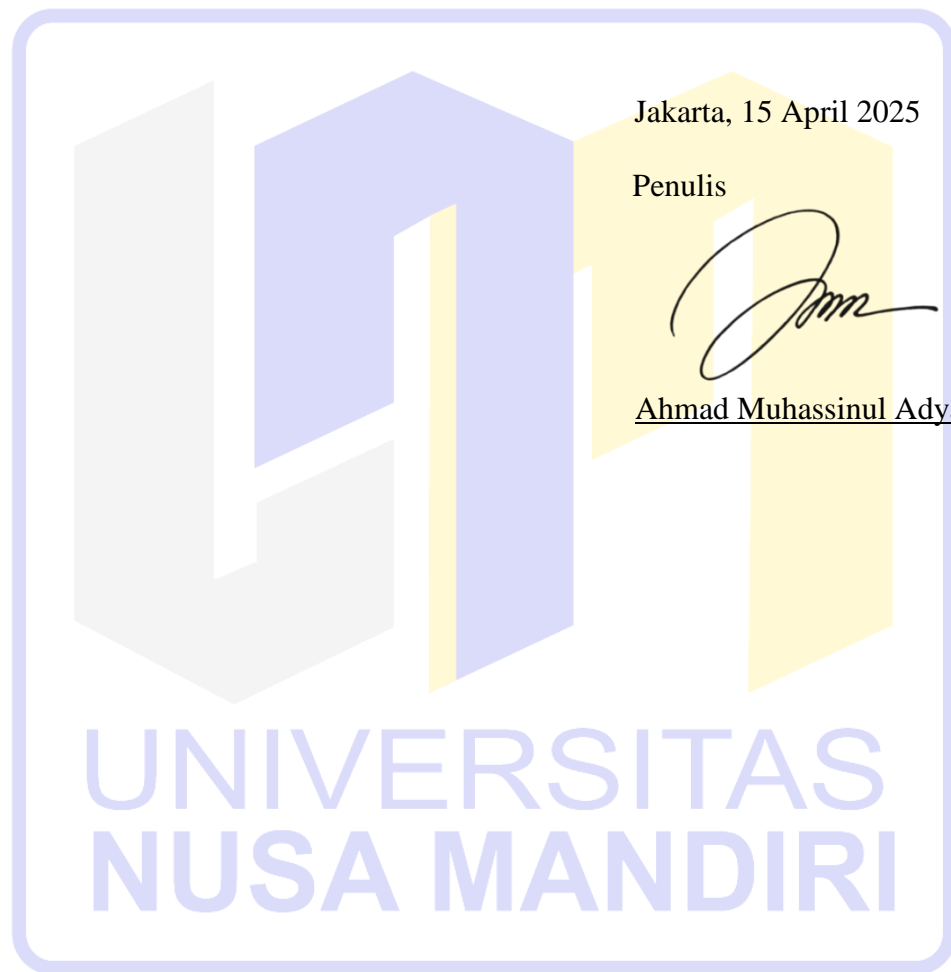 Jakarta, 15 April 2025
Penulis
Ahmad Muhassinul Ady
UNIVERSITAS
NUSA MANDIRI